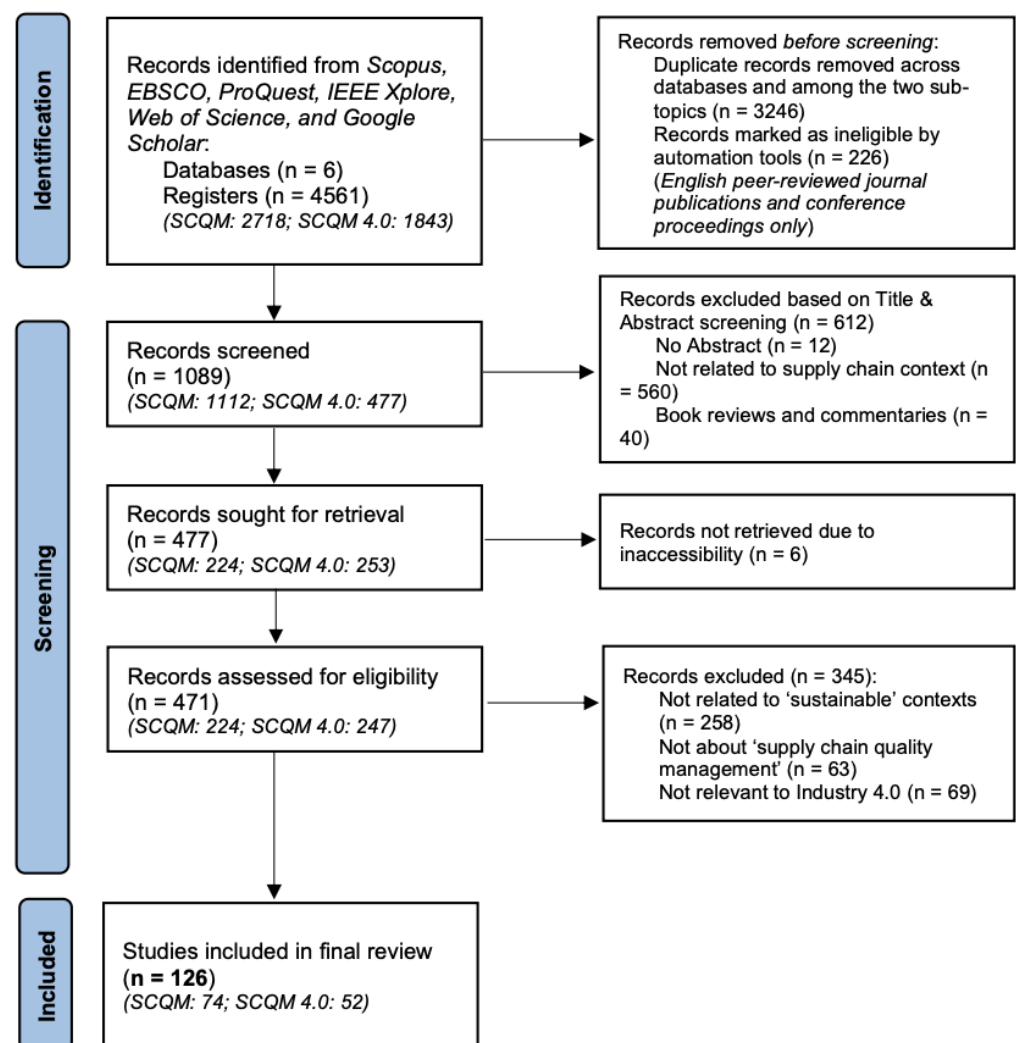 Identification
Records identified from Scopus,
EBSCO, ProQuest, IEEE Xplore,
Web of Science, and Google
Scholar:
Databases (n = 6)
Registers (n = 4561)
(SCQM: 2718; SCQM 4.0: 1843)
Records removed before screening:
Duplicate records removed across
databases and among the two sub-
topics (n = 3246)
Records marked as ineligible by
automation tools (n = 226)
(English peer-reviewed journal
publications and conference
proceedings only)
Screening
Records screened
(n = 1089)
(SCQM: 1112; SCQM 4.0: 477)
Records excluded based on Title &
Abstract screening (n = 612)
No Abstract (n = 12)
Not related to supply chain context (n
= 560)
Book reviews and commentaries (n =
40)
Records sought for retrieval
(n = 477)
(SCQM: 224; SCQM 4.0: 253)
Records not retrieved due to
inaccessibility (n = 6)
Records assessed for eligibility
(n = 471)
(SCQM: 224; SCQM 4.0: 247)
Records excluded (n = 345):
Not related to ‘sustainable’ contexts
(n = 258)
Not about ‘supply chain quality
management’ (n = 63)
Not relevant to Industry 4.0 (n = 69)
Included
Studies included in final review
(n = 126)
(SCQM: 74; SCQM 4.0: 52)